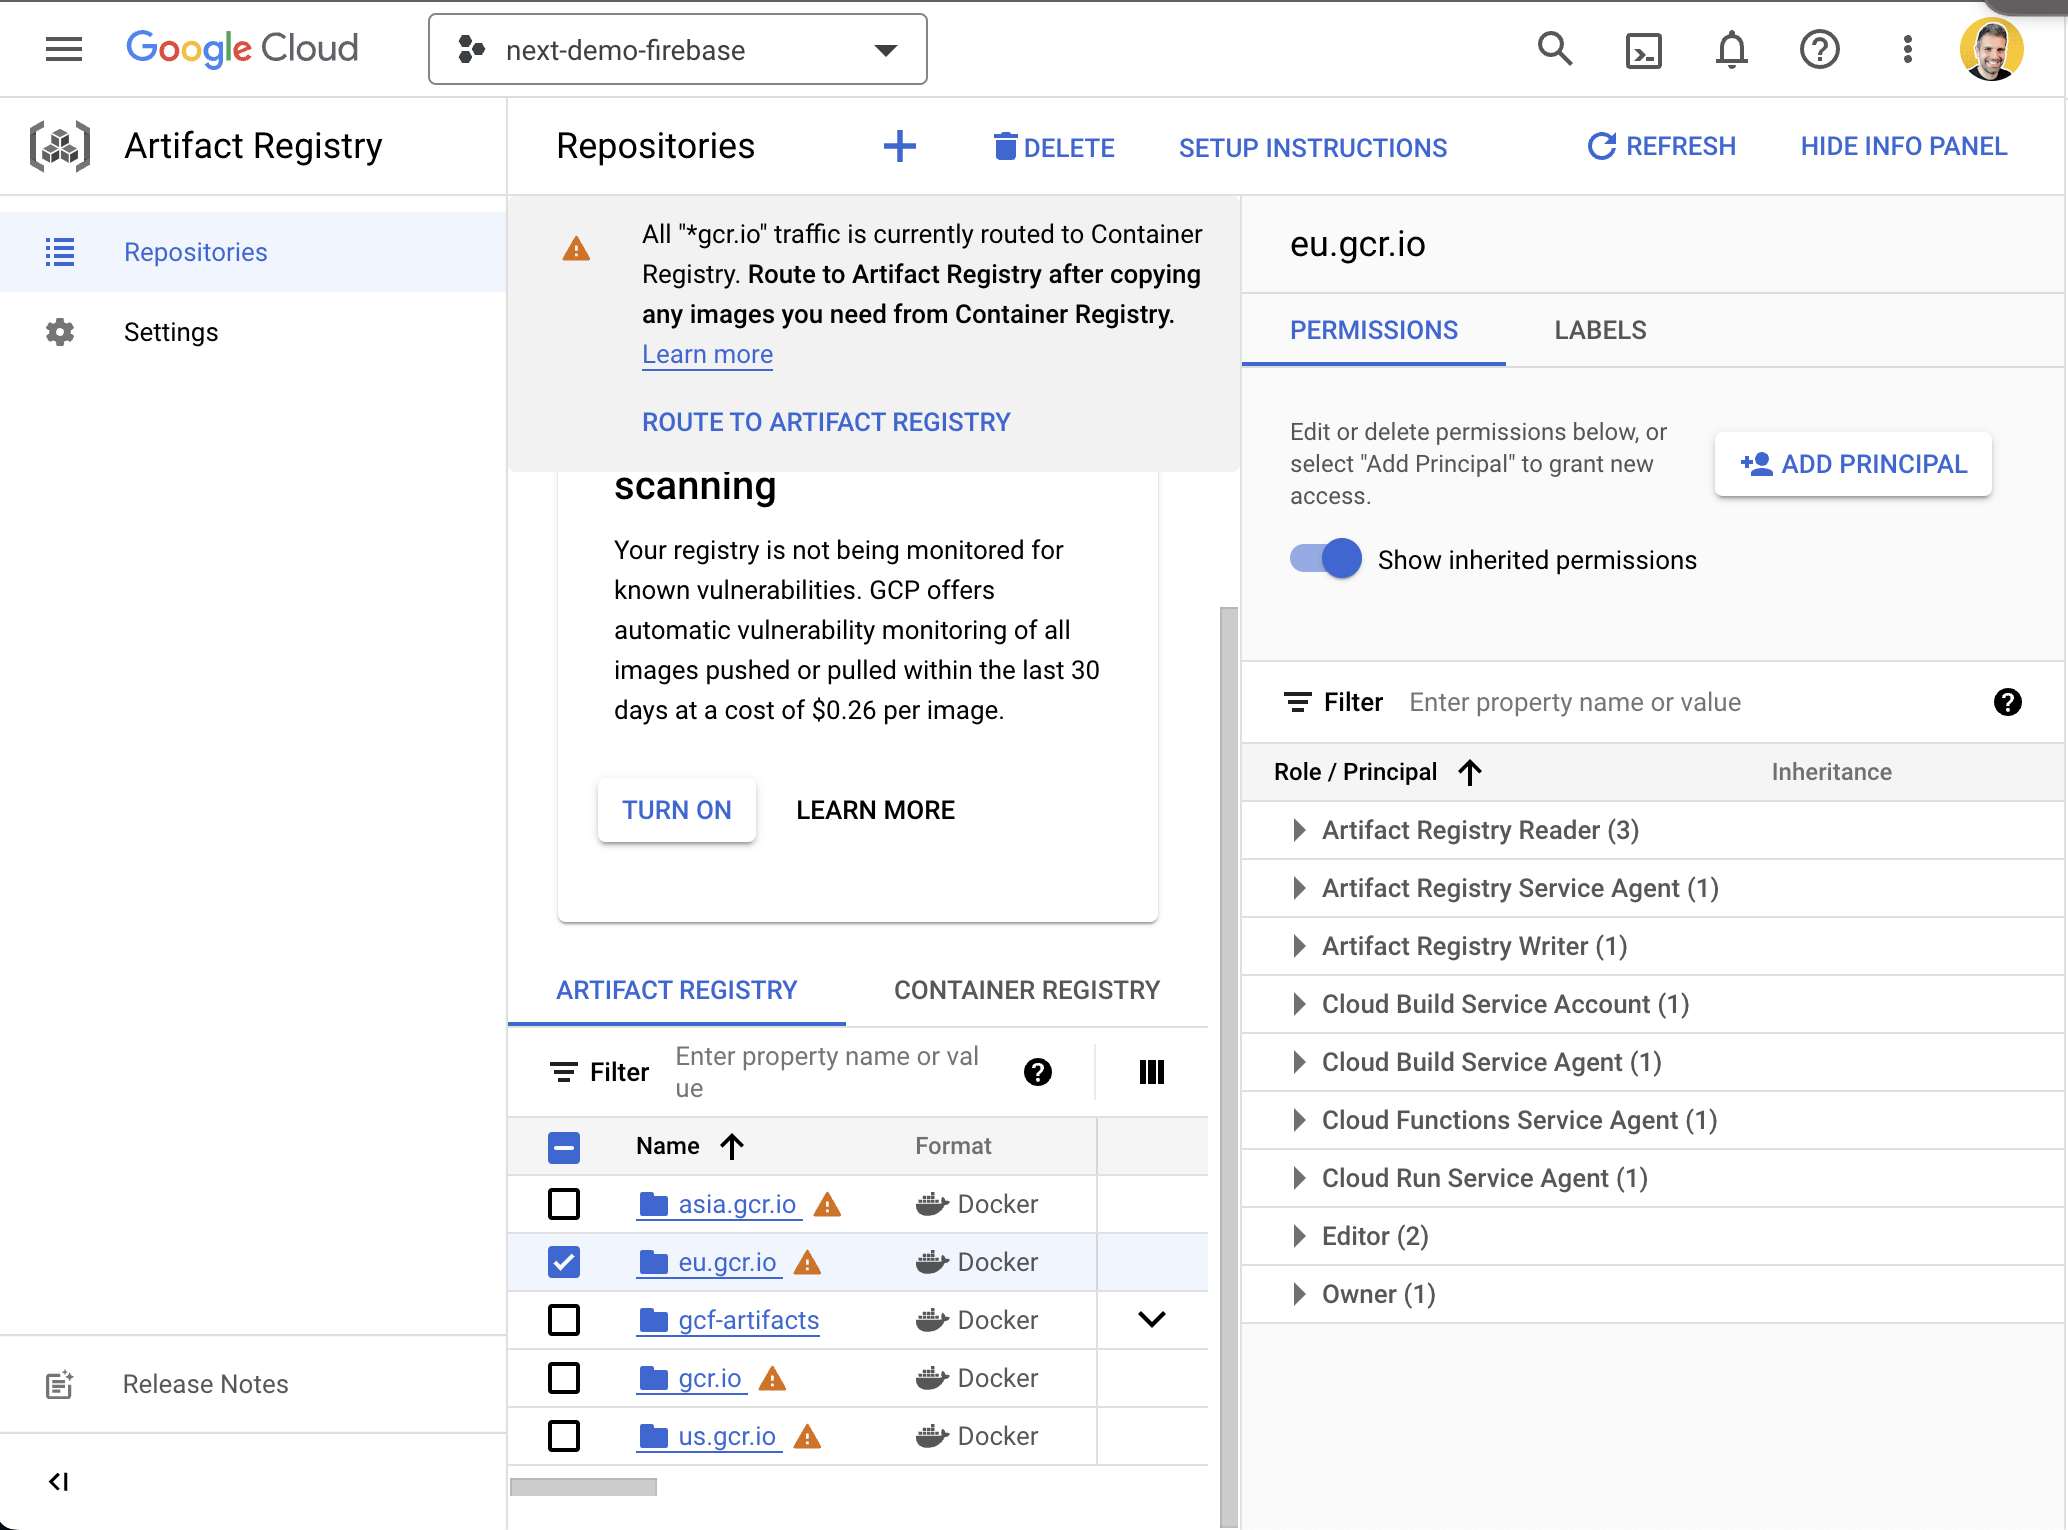 Google Cloud
next-demo-firebase
Artifact Registry
Repositories
Settings
Release Notes
Repositories
DELETE
SETUP INSTRUCTIONS
REFRESH
HIDE INFO PANEL
All "*gcr.io" traffic is currently routed to Container
Registry. Route to Artifact Registry after copying
any images you need from Container Registry.
Learn more
ROUTE TO ARTIFACT REGISTRY
scanning
Your registry is not being monitored for
known vulnerabilities. GCP offers
automatic vulnerability monitoring of all
images pushed or pulled within the last 30
days at a cost of $0.26 per image.
TURN ON
LEARN MORE
ARTIFACT REGISTRY
CONTAINER REGISTRY
Filter
Enter property name or val
ue
Name
Format
asia.gcr.io
Docker
eu.gcr.io
Docker
gcf-artifacts
Docker
gcr.io
Docker
us.gcr.io
Docker
eu.gcr.io
PERMISSIONS
LABELS
Edit or delete permissions below, or
select "Add Principal" to grant new
access.
ADD PRINCIPAL
Show inherited permissions
Filter
Enter property name or value
Role / Principal
Inheritance
Artifact Registry Reader (3)
Artifact Registry Service Agent (1)
Artifact Registry Writer (1)
Cloud Build Service Account (1)
Cloud Build Service Agent (1)
Cloud Functions Service Agent (1)
Cloud Run Service Agent (1)
Editor (2)
Owner (1)